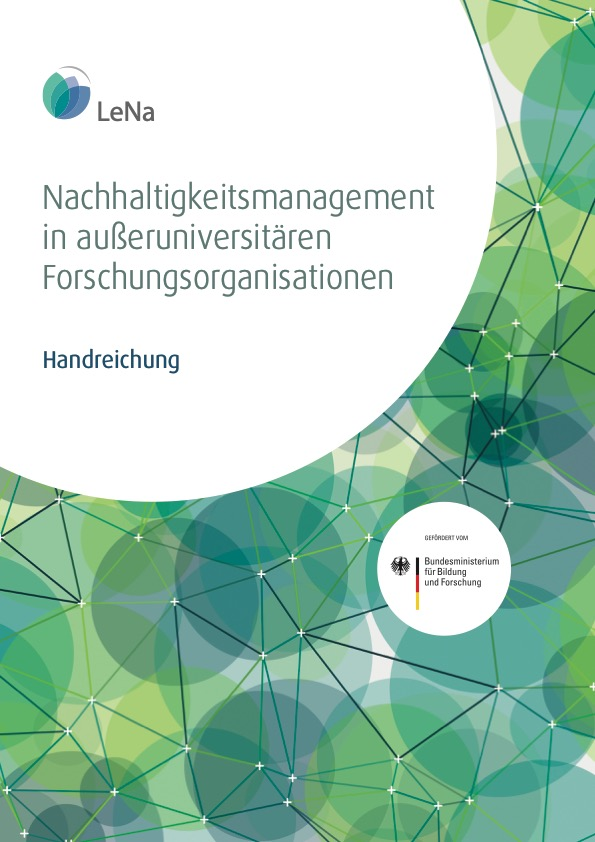 LeNa
Nachhaltigkeitsmanagement
in außeruniversitären
Forschungsorganisationen
Handreichung
GEFÖRDERT VOM
Bundesministerium
für Bildung
und Forschung